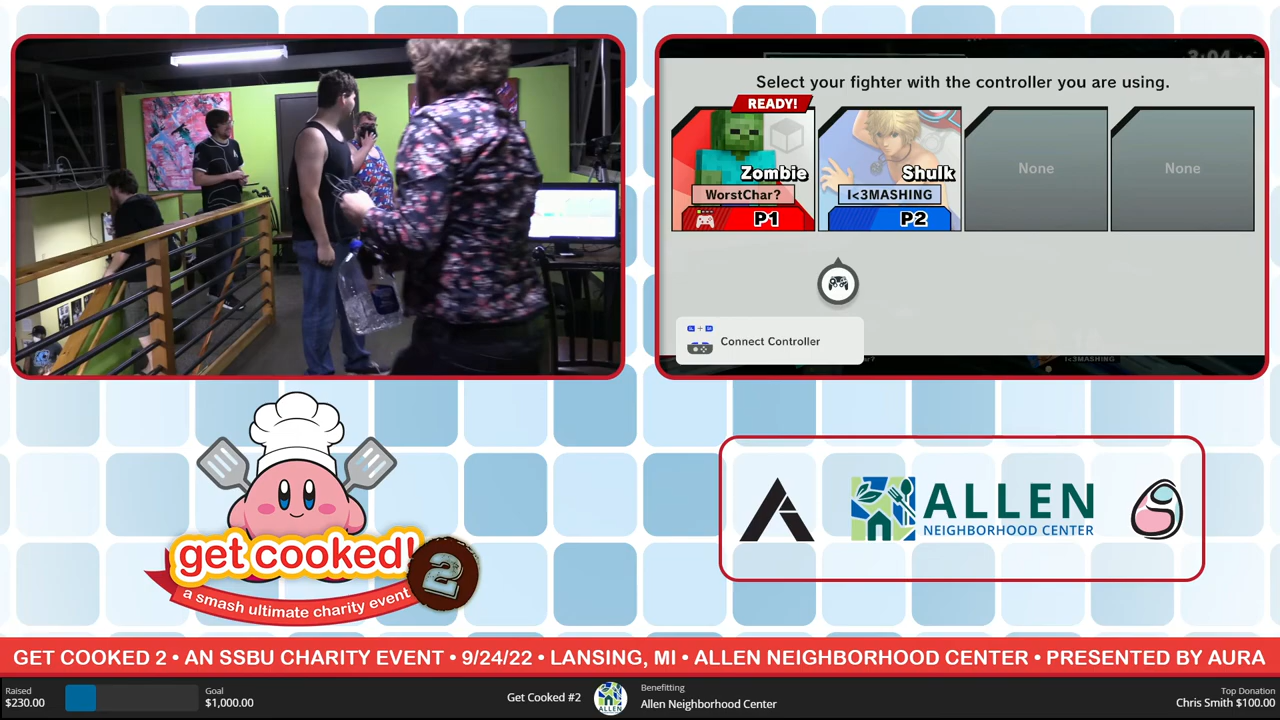 Select your fighter with the controller you are using.
READY!
Zombie
WorstChar?
P1
Shulk
I<3MASHING
P2
None
None
Connect Controller
I<3MASHING
get cooked!
2
a smash ultimate charity event
ALLEN
NEIGHBORHOOD CENTER
GET COOKED 2 • AN SSBU CHARITY EVENT • 9/24/22 • LANSING, MI • ALLEN NEIGHBORHOOD CENTER • PRESENTED BY AURA
Raised
$230.00
Goal
$1,000.00
Get Cooked #2
ALLEN
Benefitting
Allen Neighborhood Center
Top Donation
Chris Smith $100.00